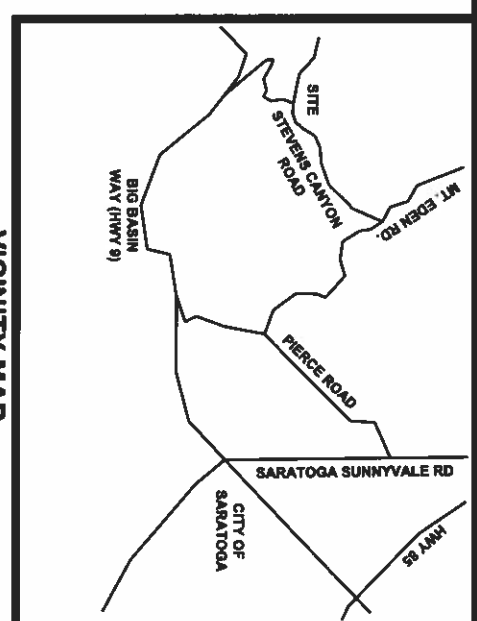 SITE
STEVENS CANYON
ROAD
MT. EDEN RD.
BIG BASIN
WAY (HWY 9)
PIERCE ROAD
SARATOGA SUNNYVALE RD
HWY 85
CITY OF
SARATOGA
VICINITY MAP